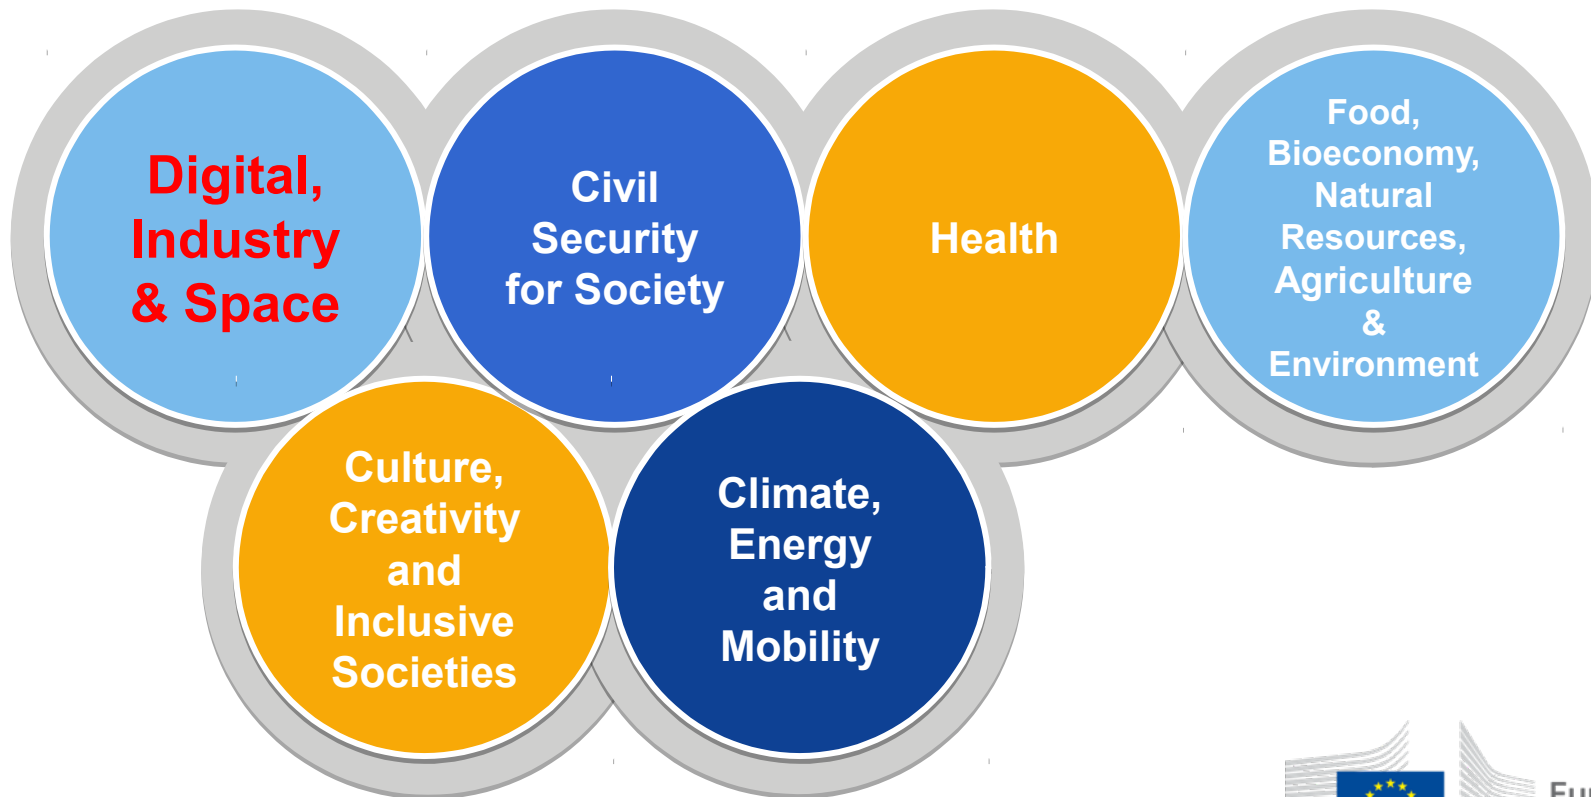 Digital,
Industry
& Space
Civil
Security
for Society
Health
Food,
Bioeconomy,
Natural
Resources,
Agriculture
&
Environment
Culture,
Creativity
and
Inclusive
Societies
Climate,
Energy
and
Mobility